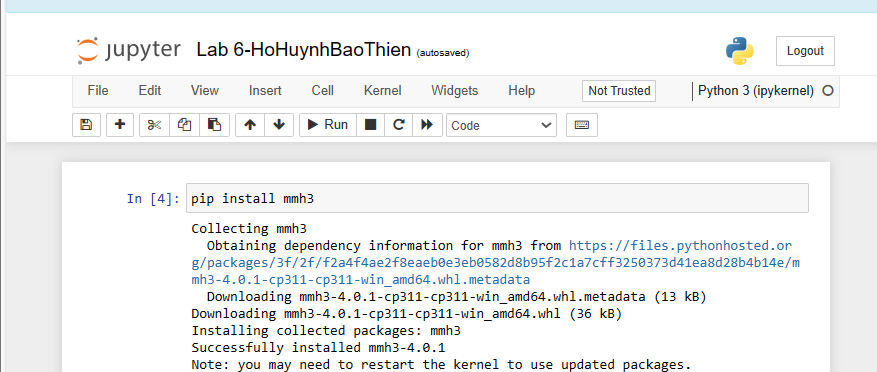 jupyter Lab 6-HoHuynhBaoThien (autosaved) Logout
File Edit View Insert Cell Kernel Widgets Help Not Trusted Python 3 (ipykernel)
Run Code
In [4]: pip install mmh3
Collecting mmh3
Obtaining dependency information for mmh3 from https://files.pythonhosted.or
g/packages/3f/2f/f2a4f4ae2f8eaeb0e3eb0582d8b95f2c1a7cff3250373d41ea8d28b4b14e/m
mh3-4.0.1-cp311-cp311-win_amd64.whl.metadata
Downloading mmh3-4.0.1-cp311-cp311-win_amd64.whl.metadata (13 kB)
Downloading mmh3-4.0.1-cp311-cp311-win_amd64.whl (36 kB)
Installing collected packages: mmh3
Successfully installed mmh3-4.0.1
Note: you may need to restart the kernel to use updated packages.